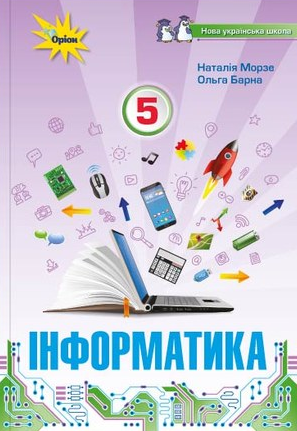 Оріон
Нова українська школа
Наталія Морзе
Ольга Барна
5
ІНФОРМАТИКА